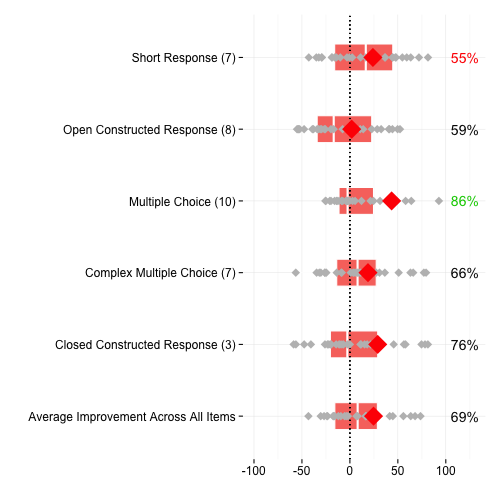 Short Response (7) 55%
Open Constructed Response (8) 59%
Multiple Choice (10) 86%
Complex Multiple Choice (7) 66%
Closed Constructed Response (3) 76%
Average Improvement Across All Items 69%
-100 -50 0 50 100